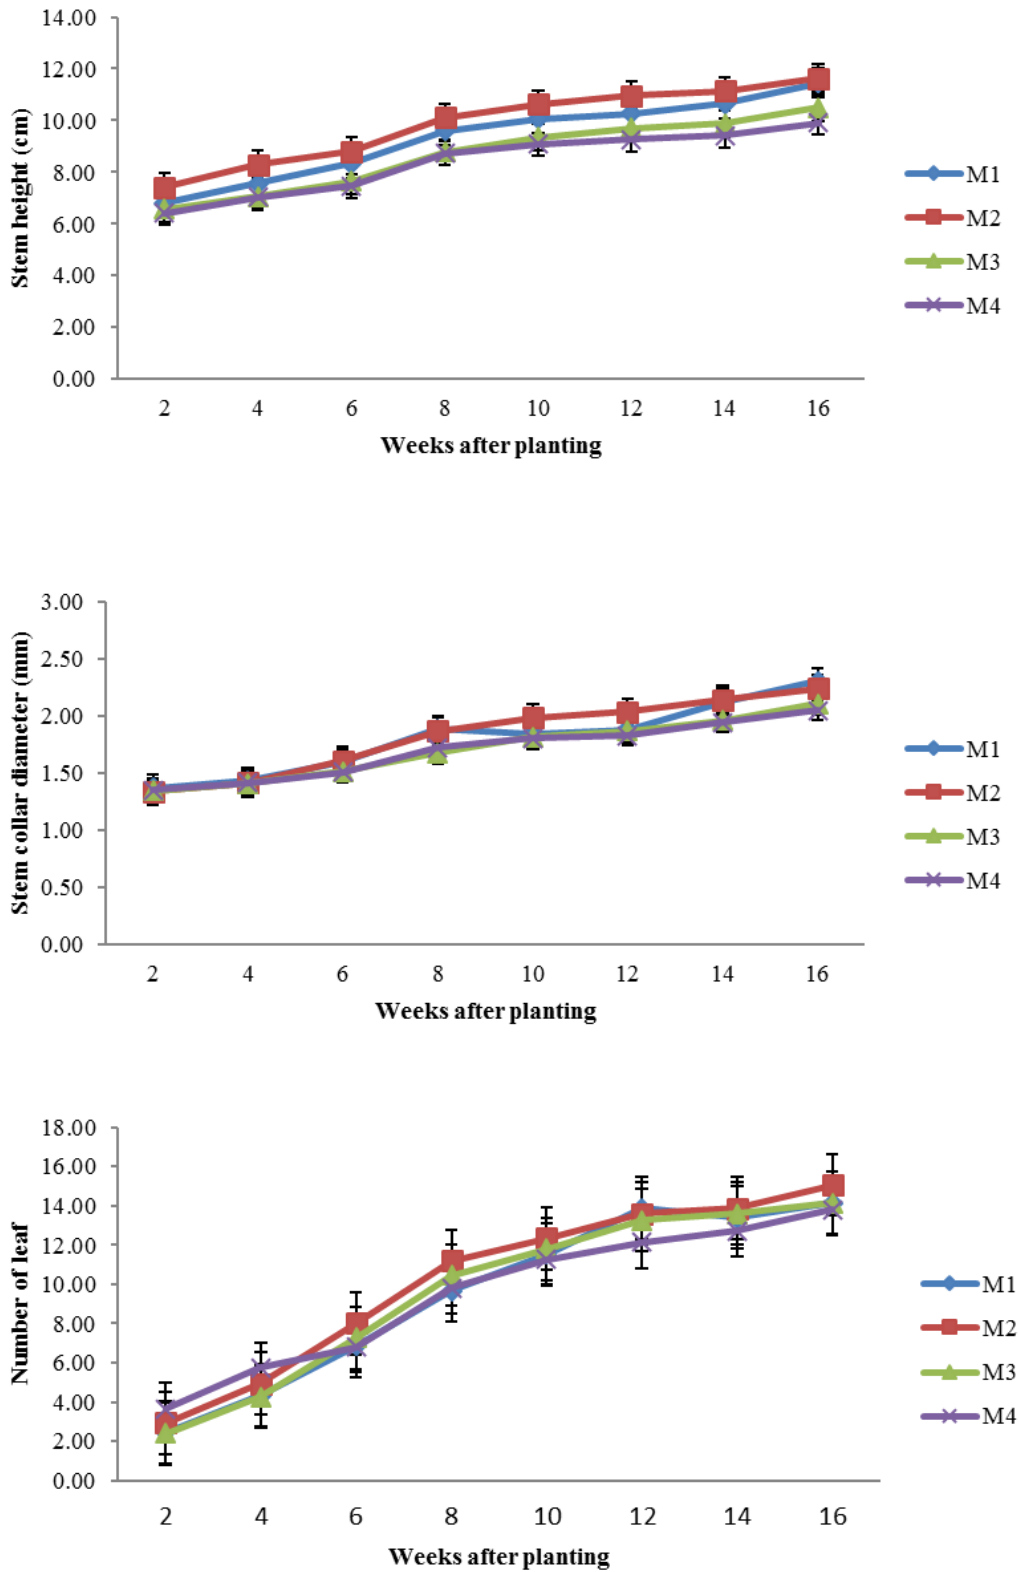 14.00
12.00
10.00
8.00
6.00
4.00
2.00
0.00
Stem height (cm)
2 4 6 8 10 12 14 16
Weeks after planting
M1
M2
M3
M4
3.00
2.50
2.00
1.50
1.00
0.50
0.00
Stem collar diameter (mm)
2 4 6 8 10 12 14 16
Weeks after planting
M1
M2
M3
M4
18.00
16.00
14.00
12.00
10.00
8.00
6.00
4.00
2.00
0.00
Number of leaf
2 4 6 8 10 12 14 16
Weeks after planting
M1
M2
M3
M4